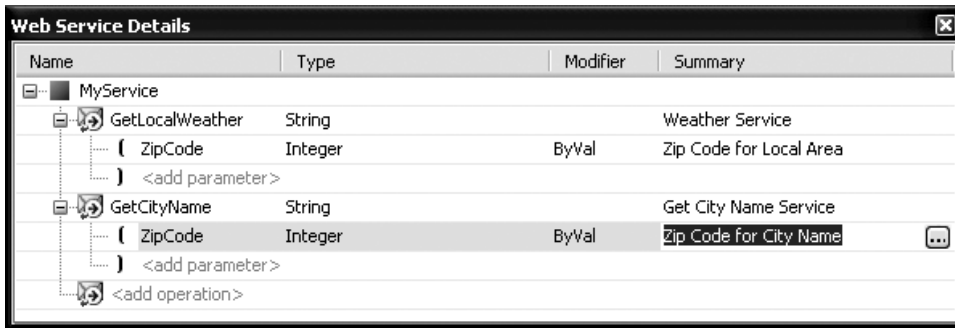 Web Service Details
Name Type Modifier Summary
MyService
GetLocalWeather String Weather Service
( ZipCode Integer ByVal Zip Code for Local Area
) <add parameter>
GetCityName String Get City Name Service
( ZipCode Integer ByVal Zip Code for City Name ...
) <add parameter>
<add operation>